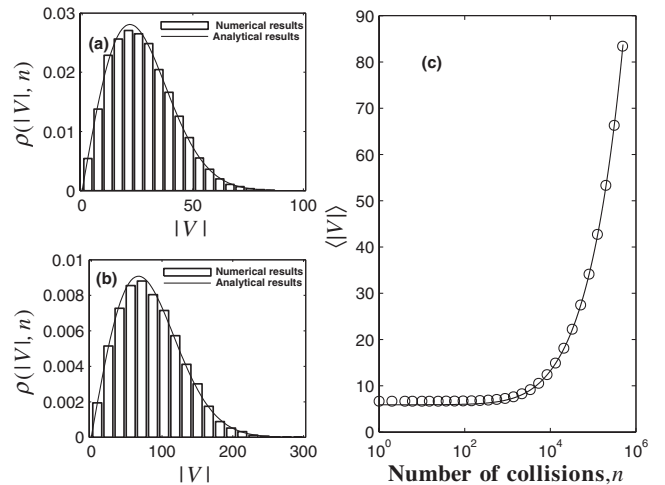 (a)
Numerical results
Analytical results
0.03
0.02
0.01
0
0 50 100
ρ(|V|, n)
|V|
(b)
Numerical results
Analytical results
0.01
0.008
0.006
0.004
0.002
0
0 100 200 300
ρ(|V|, n)
|V|
(c)
90
80
70
60
50
40
30
20
10
0
⟨|V|⟩
10^0 10^2 10^4 10^6
Number of collisions, n